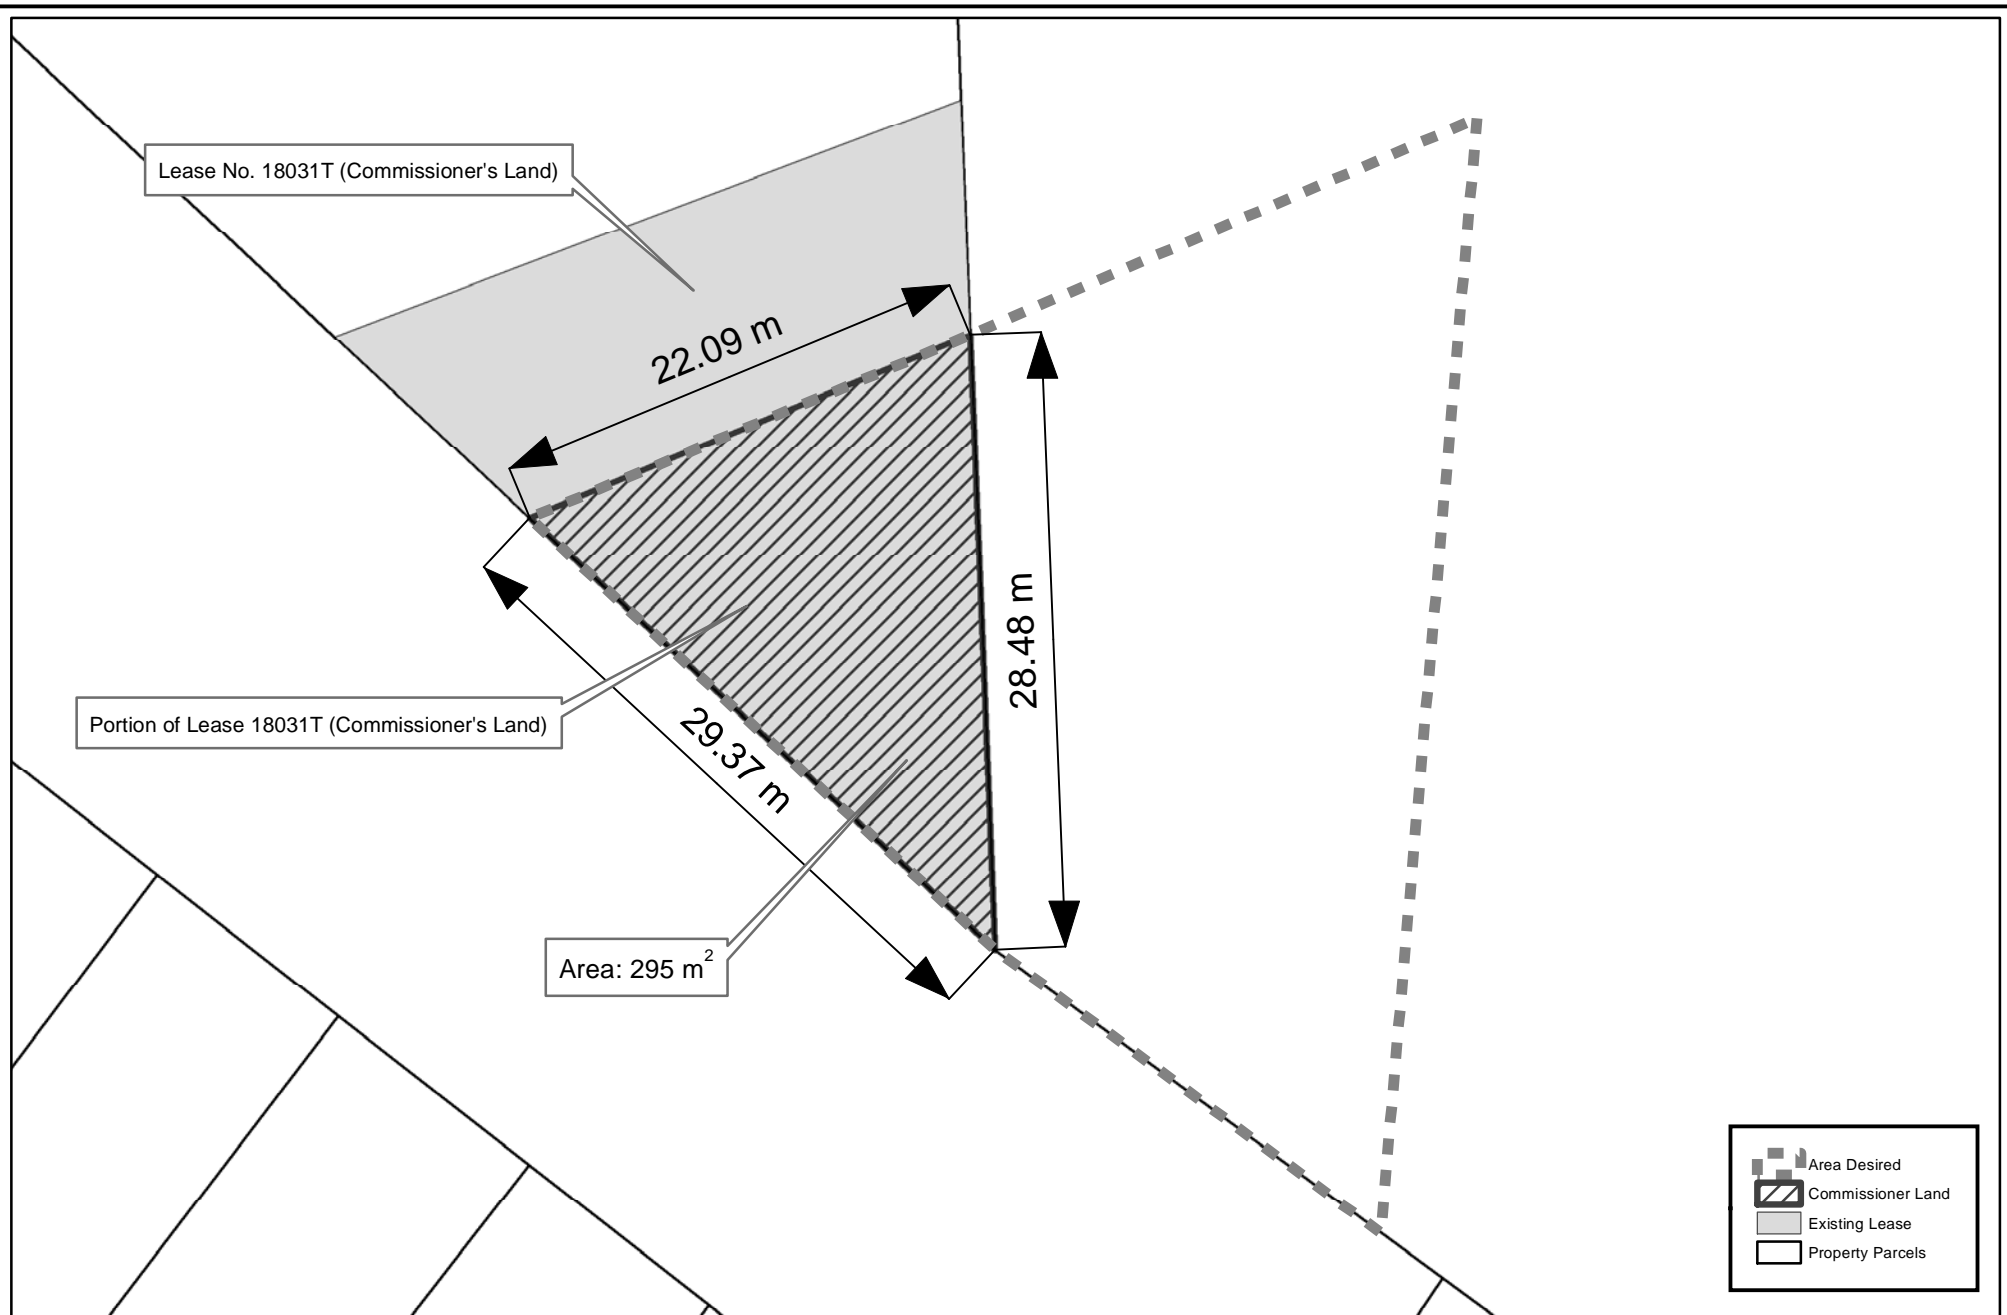 Lease No. 18031T (Commissioner's Land)
22.09 m
28.48 m
Portion of Lease 18031T (Commissioner's Land)
29.37 m
Area: 295 m²
Area Desired
Commissioner Land
Existing Lease
Property Parcels